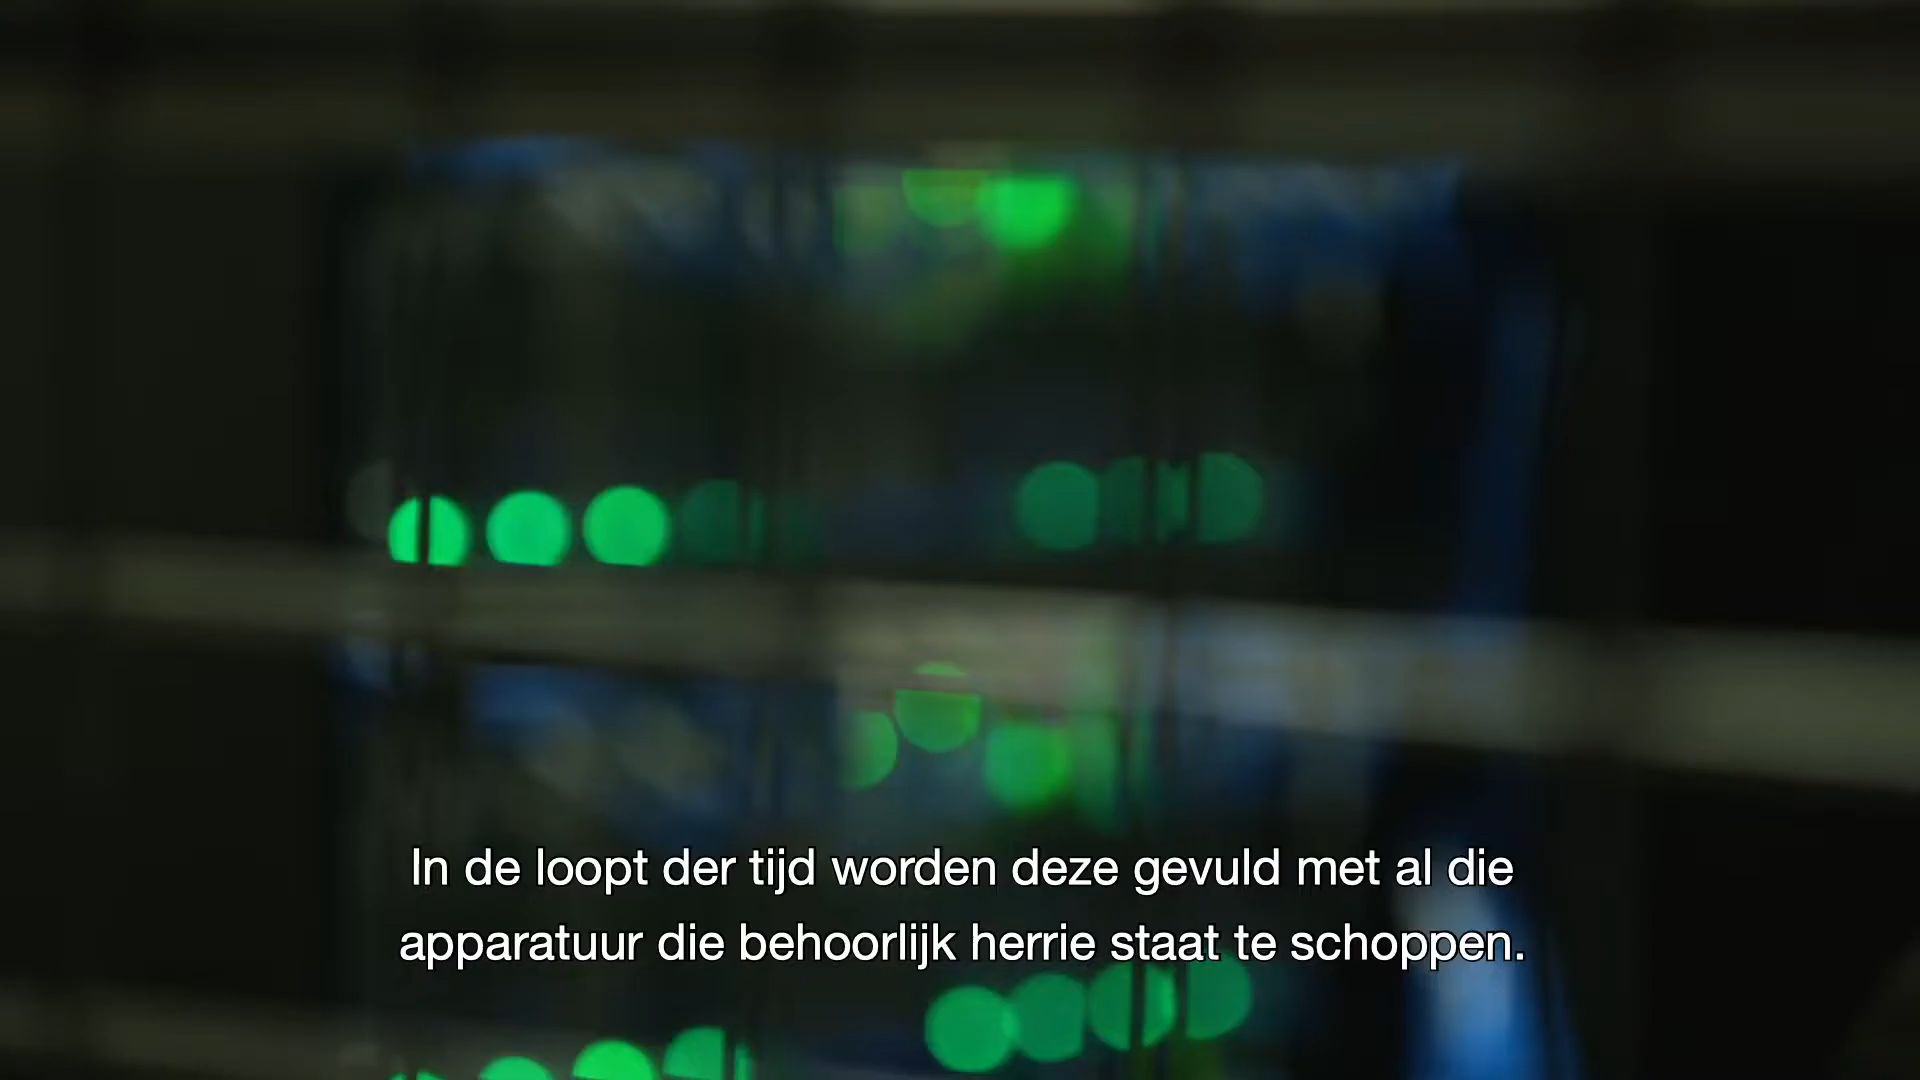 In de loopt der tijd worden deze gevuld met al die
apparatuur die behoorlijk herrie staat te schoppen.